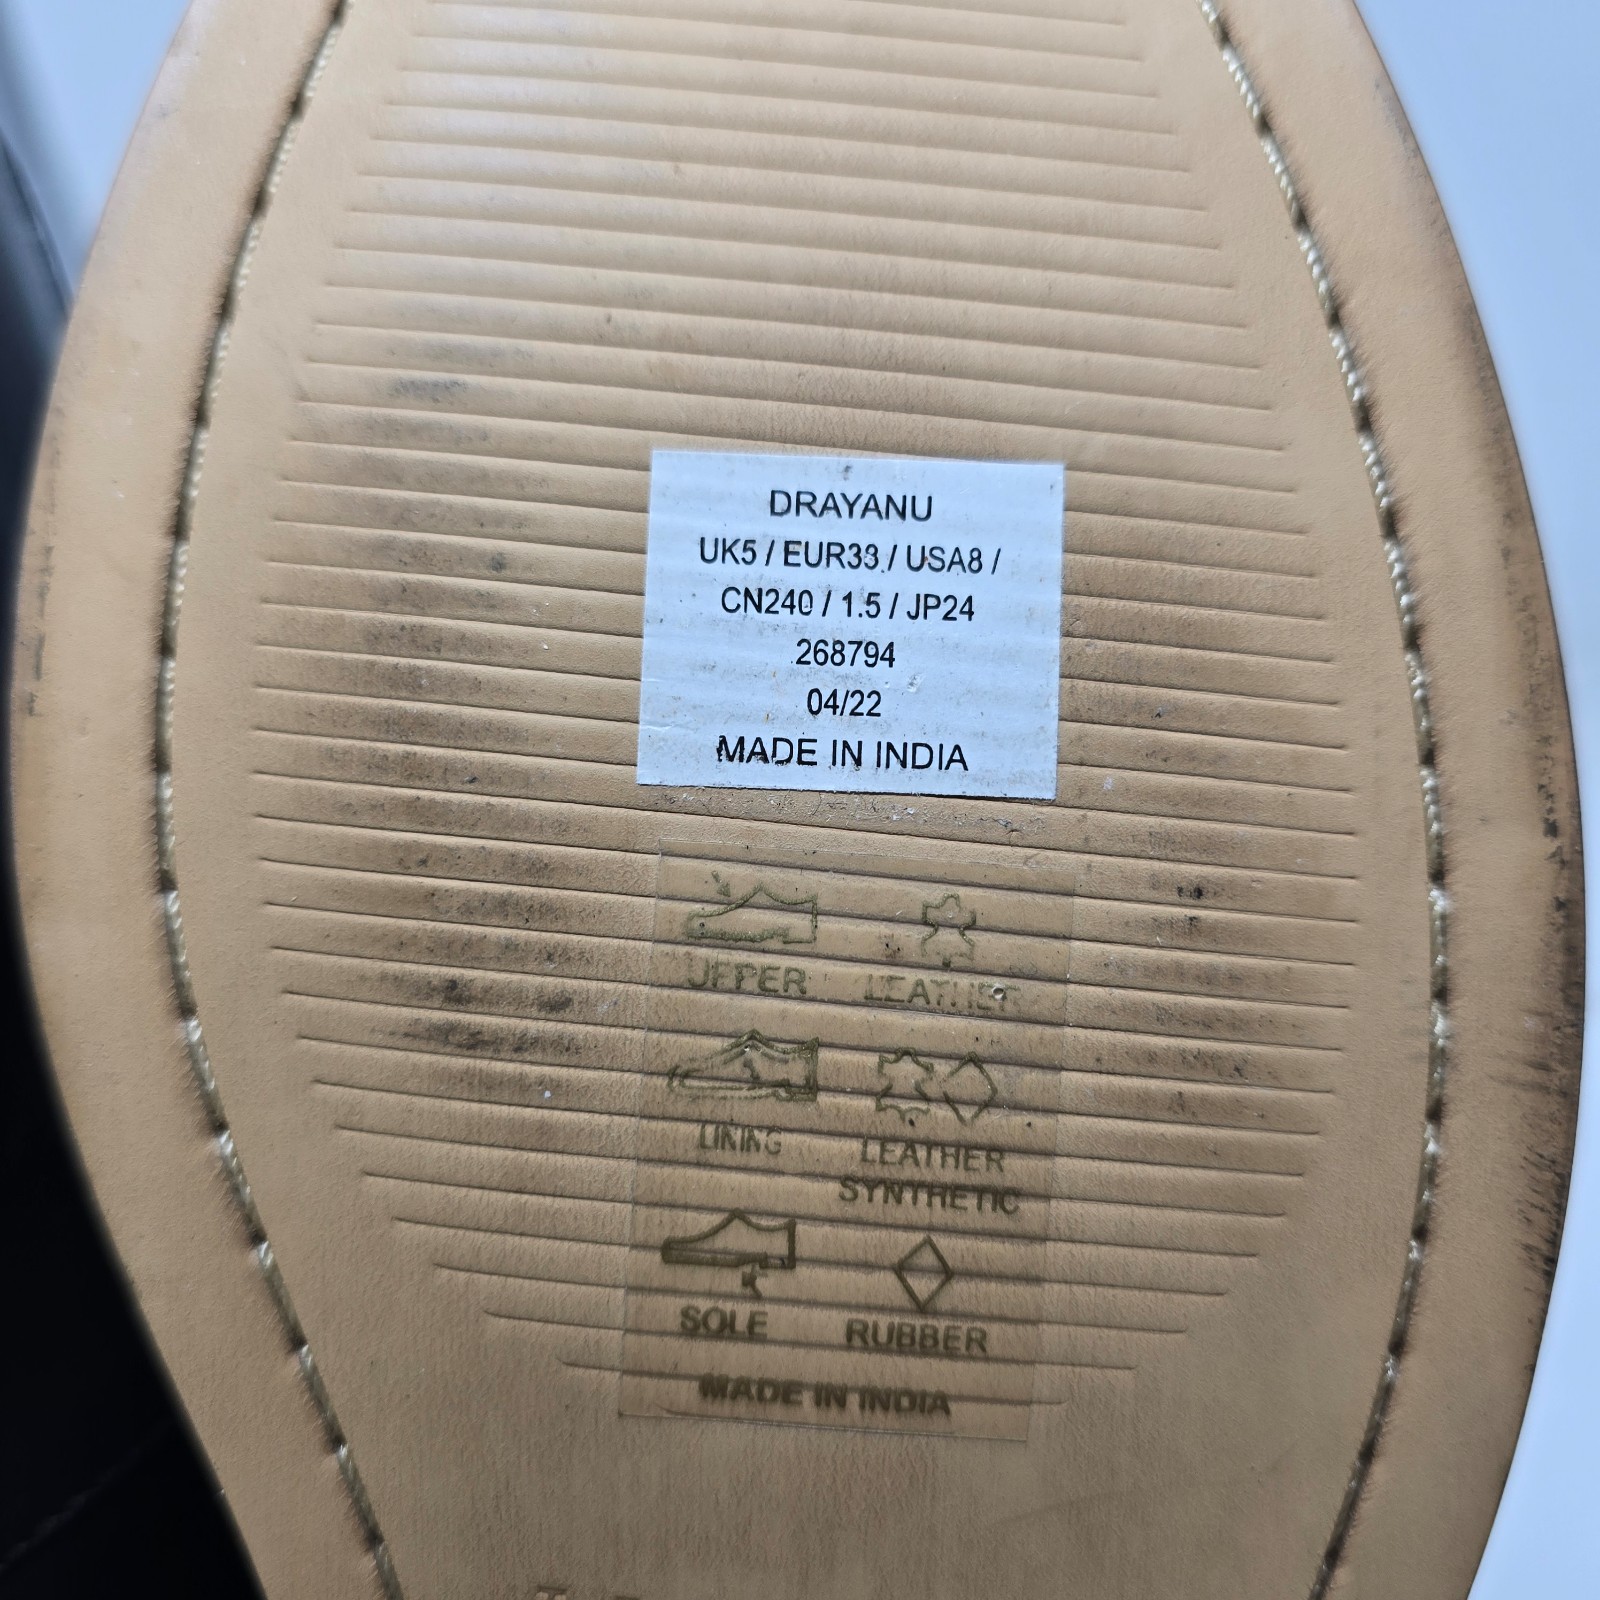 DRAYANU
UK5 / EUR38 / USA8 /
CN240 / 1.5 / JP24
268794
04/22
MADE IN INDIA
UPPER LEATHER
LINING LEATHER
SYNTHETIC
SOLE RUBBER
MADE IN INDIA